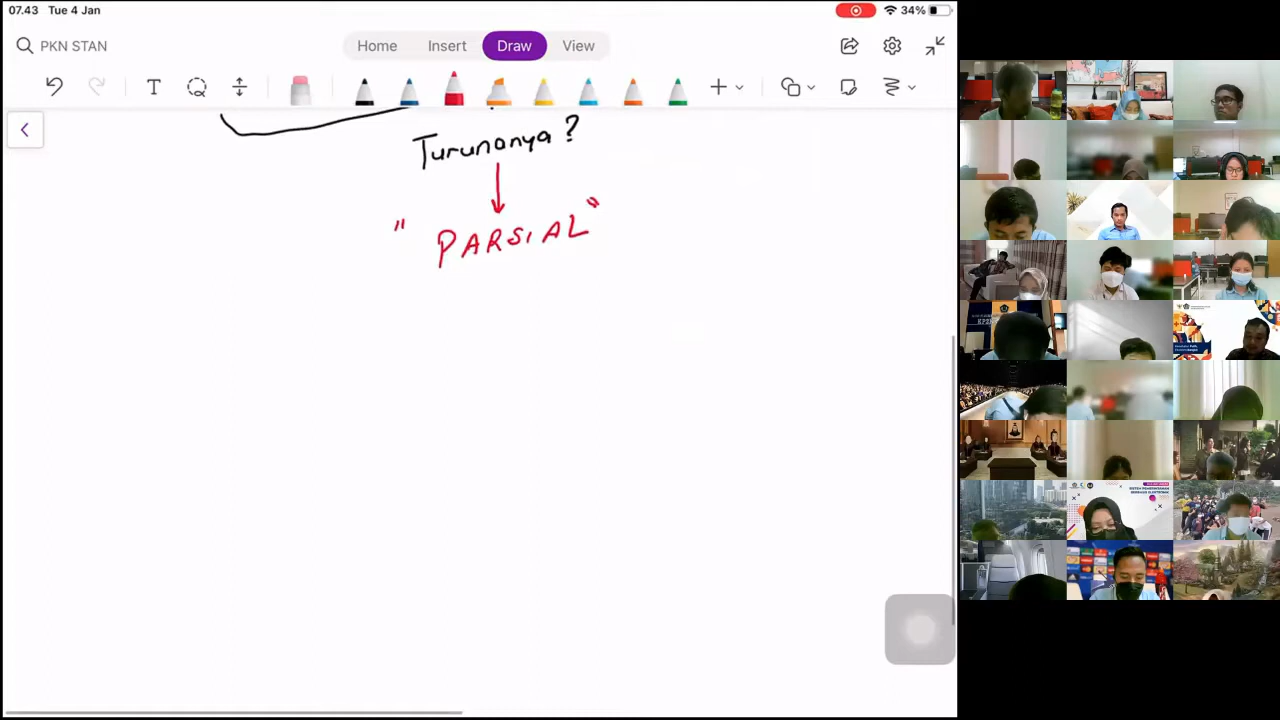 07.43 Tue 4 Jan
34%
PKN STAN
Home Insert Draw View
T
Turunanya ?
" PARSIAL "